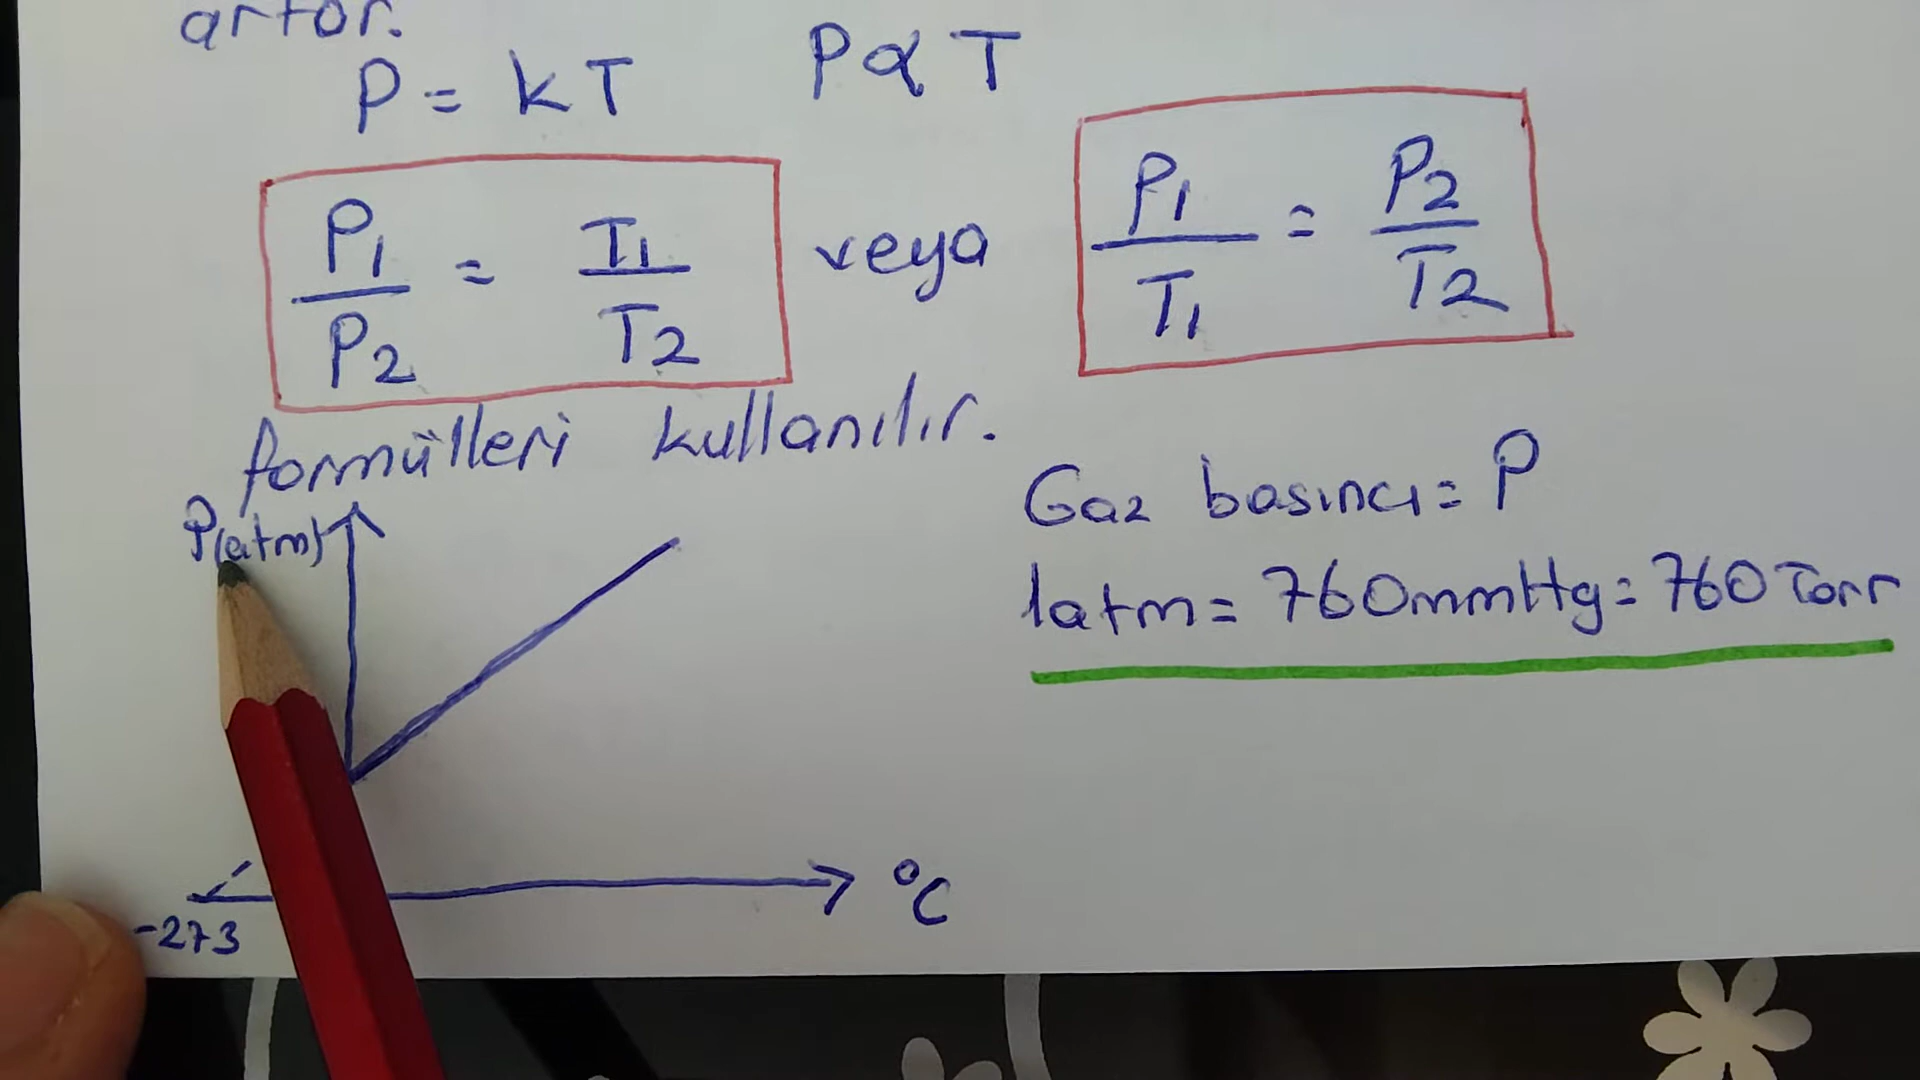 artar.
P = kT P α T
P1/P2 = T1/T2 veya P1/T1 = P2/T2
formülleri kullanılır.
Gaz basıncı = P
1atm = 760mmHg = 760 Torr
P(atm)
°C
-273